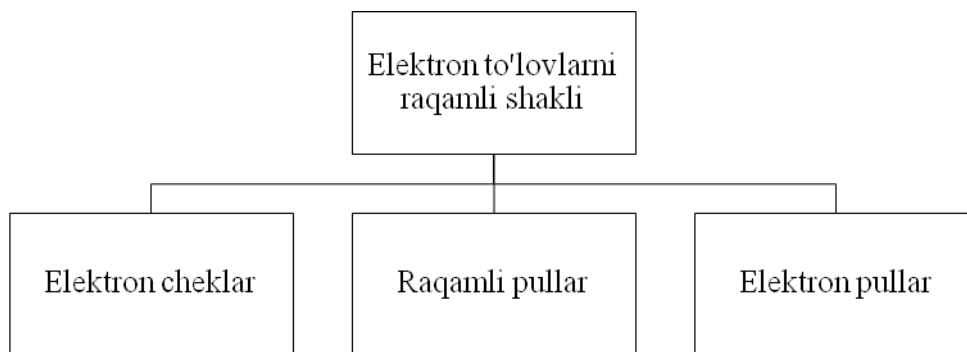 Elektron to'lovlarni
raqamli shakli
Elektron cheklar
Raqamli pullar
Elektron pullar